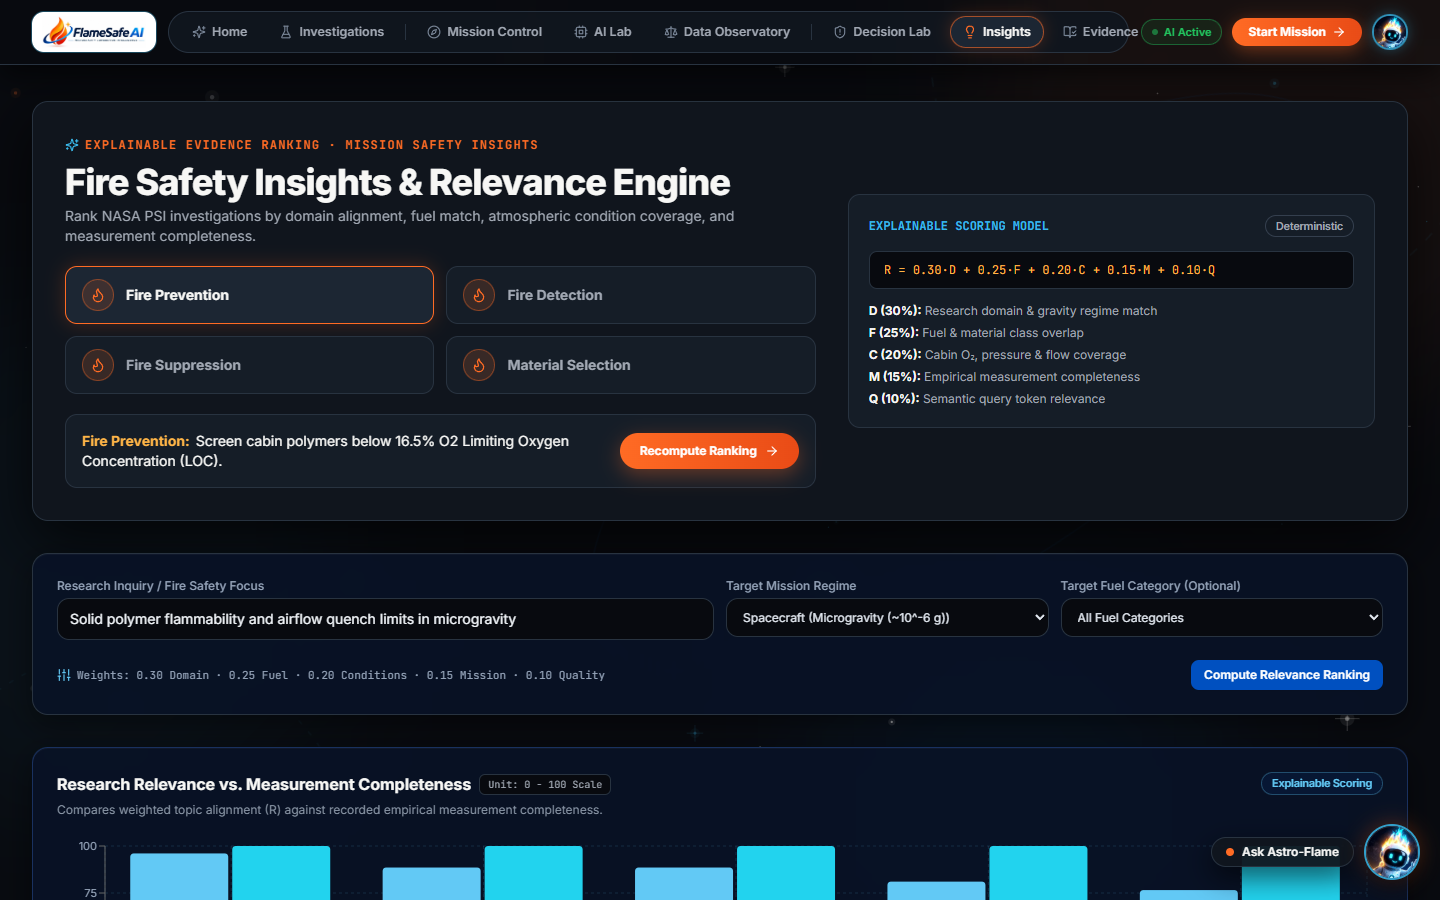 FlameSafe AI
Home
Investigations
Mission Control
AI Lab
Data Observatory
Decision Lab
Insights
Evidence
AI Active
Start Mission →
EXPLAINABLE EVIDENCE RANKING · MISSION SAFETY INSIGHTS
Fire Safety Insights & Relevance Engine
Rank NASA PSI investigations by domain alignment, fuel match, atmospheric condition coverage, and
measurement completeness.
Fire Prevention
Fire Detection
Fire Suppression
Material Selection
Fire Prevention: Screen cabin polymers below 16.5% O2 Limiting Oxygen
Concentration (LOC).
Recompute Ranking →
EXPLAINABLE SCORING MODEL
Deterministic
R = 0.30·D + 0.25·F + 0.20·C + 0.15·M + 0.10·Q
D (30%): Research domain & gravity regime match
F (25%): Fuel & material class overlap
C (20%): Cabin O₂, pressure & flow coverage
M (15%): Empirical measurement completeness
Q (10%): Semantic query token relevance
Research Inquiry / Fire Safety Focus
Solid polymer flammability and airflow quench limits in microgravity
Target Mission Regime
Spacecraft (Microgravity (~10^-6 g))
Target Fuel Category (Optional)
All Fuel Categories
Weights: 0.30 Domain · 0.25 Fuel · 0.20 Conditions · 0.15 Mission · 0.10 Quality
Compute Relevance Ranking
Research Relevance vs. Measurement Completeness
Unit: 0 - 100 Scale
Explainable Scoring
Compares weighted topic alignment (R) against recorded empirical measurement completeness.
100
75
Ask Astro-Flame